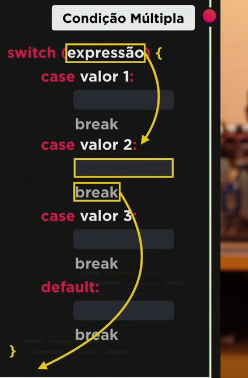 Condição Múltipla
switch (expressão) {
case valor 1:
break
case valor 2:
break
case valor 3:
break
default:
break
}